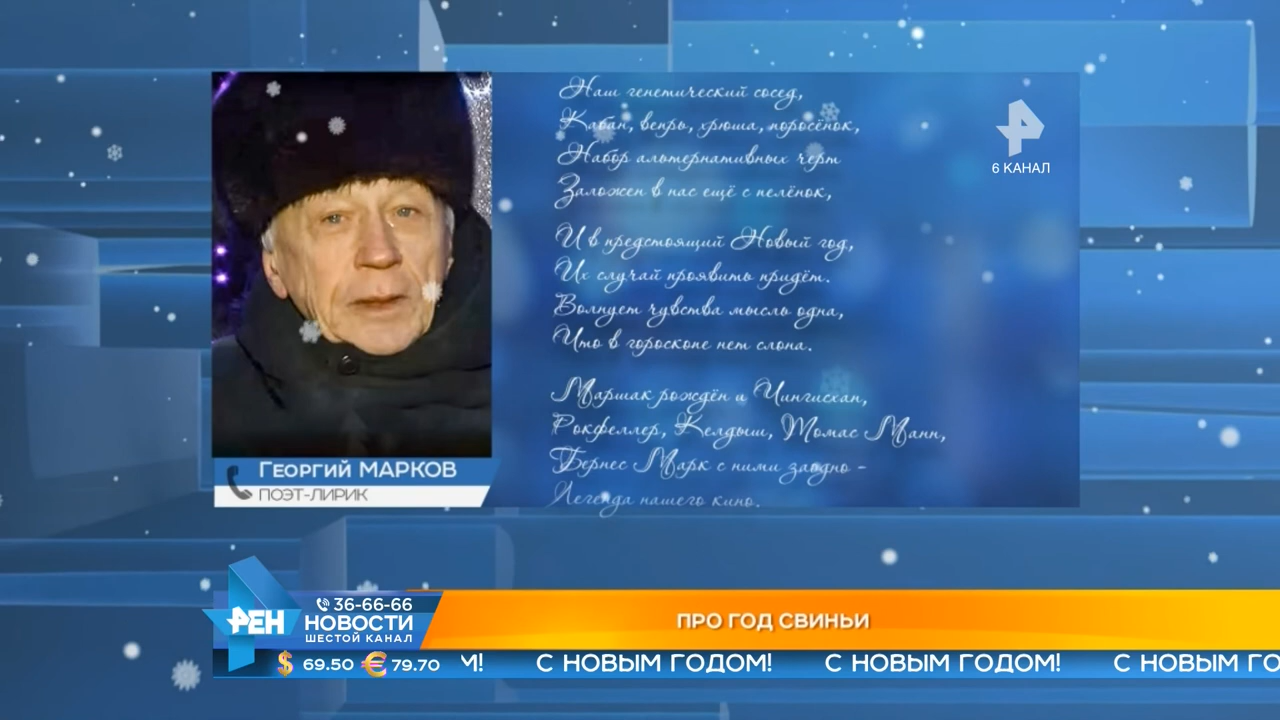 Наш генетический сосед,
Кабан, вепрь, хрюша, поросёнок,
Набор альтернативных черт
Заложен в нас ещё с пелёнок,
И в предстоящий Новый год,
Их случай проявить придёт.
Волнует чувства мысль одна,
Что в гороскопе нет слона.
Маршак рождён и Чингисхан,
Рокфеллер, Келдыш, Томас Манн,
Бернес Марк с ними заодно -
Легенда нашего кино.
6 КАНАЛ
ГЕОРГИЙ МАРКОВ
ПОЭТ-ЛИРИК
РЕН
36-66-66
НОВОСТИ
ШЕСТОЙ КАНАЛ
ПРО ГОД СВИНЬИ
$ 69.50 € 79.70 М! С НОВЫМ ГОДОМ! С НОВЫМ ГОДОМ! С НОВЫМ ГО